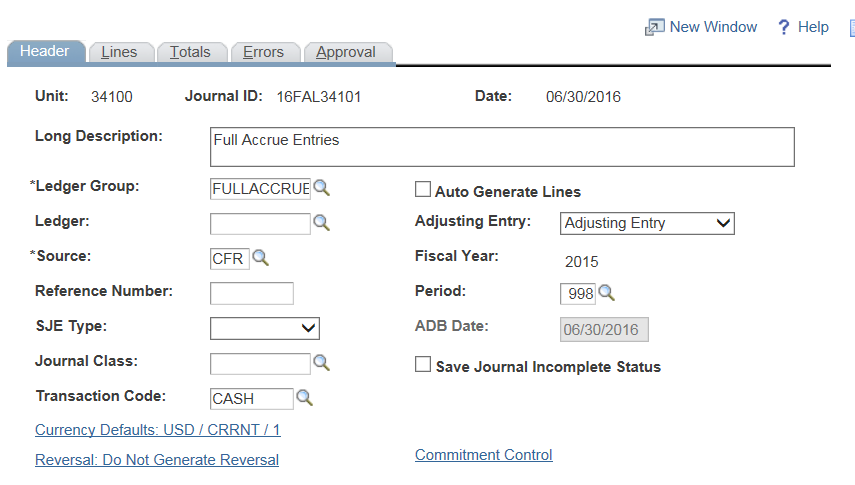 New Window ? Help
Header Lines Totals Errors Approval
Unit: 34100 Journal ID: 16FAL34101 Date: 06/30/2016
Long Description: Full Accrue Entries
*Ledger Group: FULLACCRUE Auto Generate Lines
Ledger: Adjusting Entry: Adjusting Entry
*Source: CFR Fiscal Year: 2015
Reference Number: Period: 998
SJE Type: ADB Date: 06/30/2016
Journal Class: Save Journal Incomplete Status
Transaction Code: CASH
Currency Defaults: USD / CRRNT / 1
Reversal: Do Not Generate Reversal Commitment Control